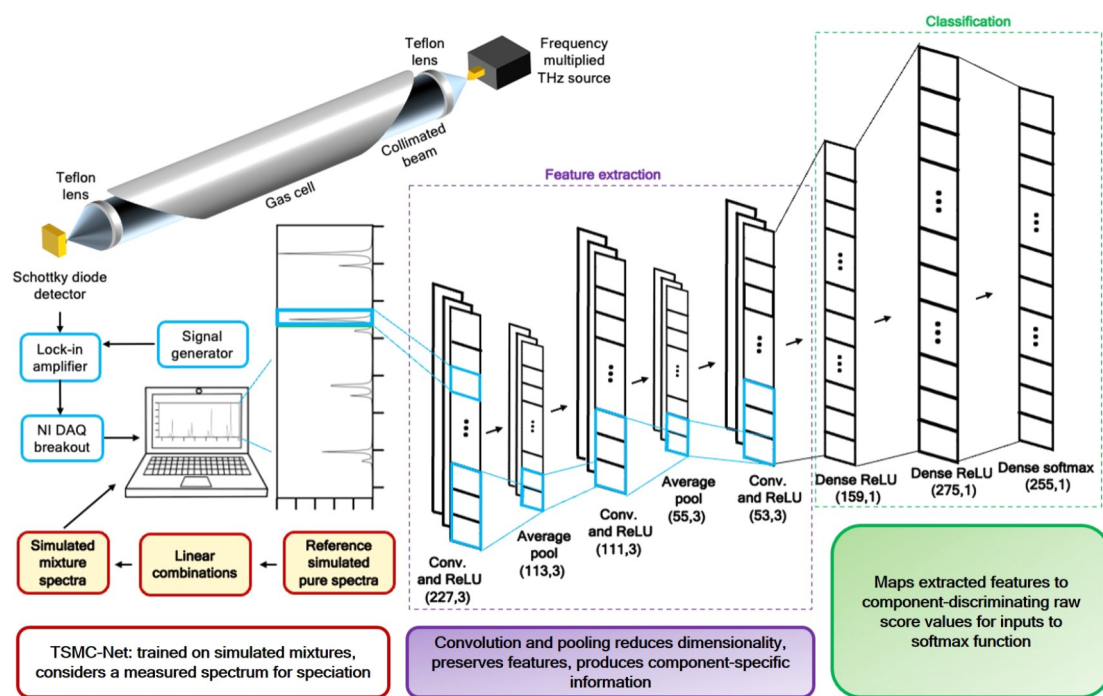 Classification
Teflon
lens
Frequency
multiplied
THz source
Collimated
beam
Teflon
lens
Gas cell
Feature extraction
Schottky diode
detector
Lock-in
amplifier
Signal
generator
NI DAQ
breakout
Simulated
mixture
spectra
Linear
combinations
Reference
simulated
pure spectra
Conv.
and ReLU
(227,3)
Average
pool
(113,3)
Conv.
and ReLU
(111,3)
Average
pool
(55,3)
Conv.
and ReLU
(53,3)
Dense ReLU
(159,1)
Dense ReLU
(275,1)
Dense softmax
(255,1)
TSMC-Net: trained on simulated mixtures,
considers a measured spectrum for speciation
Convolution and pooling reduces dimensionality,
preserves features, produces component-specific
information
Maps extracted features to
component-discriminating raw
score values for inputs to
softmax function